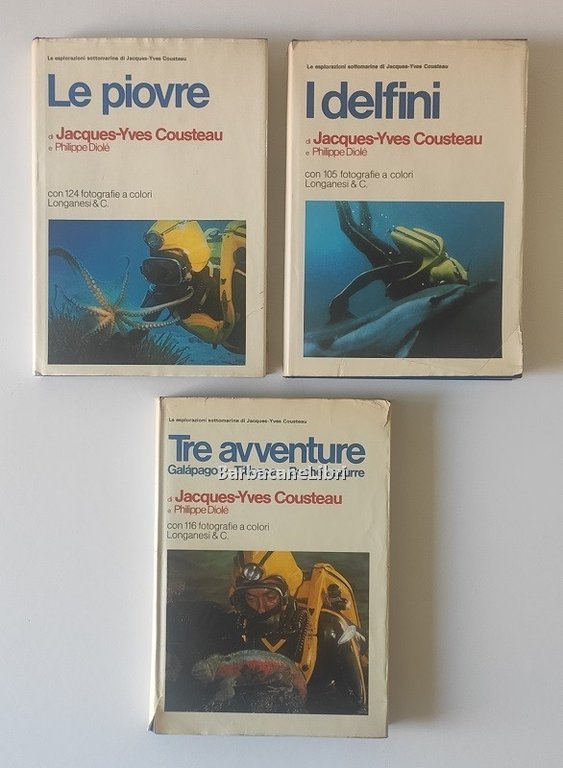 Le esplorazioni sottomarine di Jacques-Yves Cousteau
Le piovre
di Jacques-Yves Cousteau
e Philippe Diolé
con 124 fotografie a colori
Longanesi & C.
Le esplorazioni sottomarine di Jacques-Yves Cousteau
I delfini
di Jacques-Yves Cousteau
e Philippe Diolé
con 105 fotografie a colori
Longanesi & C.
Le esplorazioni sottomarine di Jacques-Yves Cousteau
Tre avventure
Galápagos
BarbacaneLibri
di Jacques-Yves Cousteau
e Philippe Diolé
con 116 fotografie a colori
Longanesi & C.